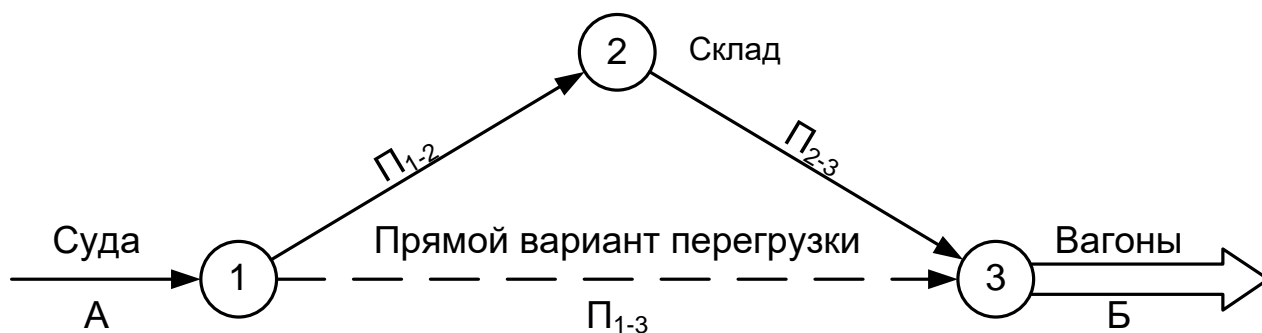 2
Склад
П1-2
П2-3
Суда
Прямой вариант перегрузки
Вагоны
1
3
А
П1-3
Б